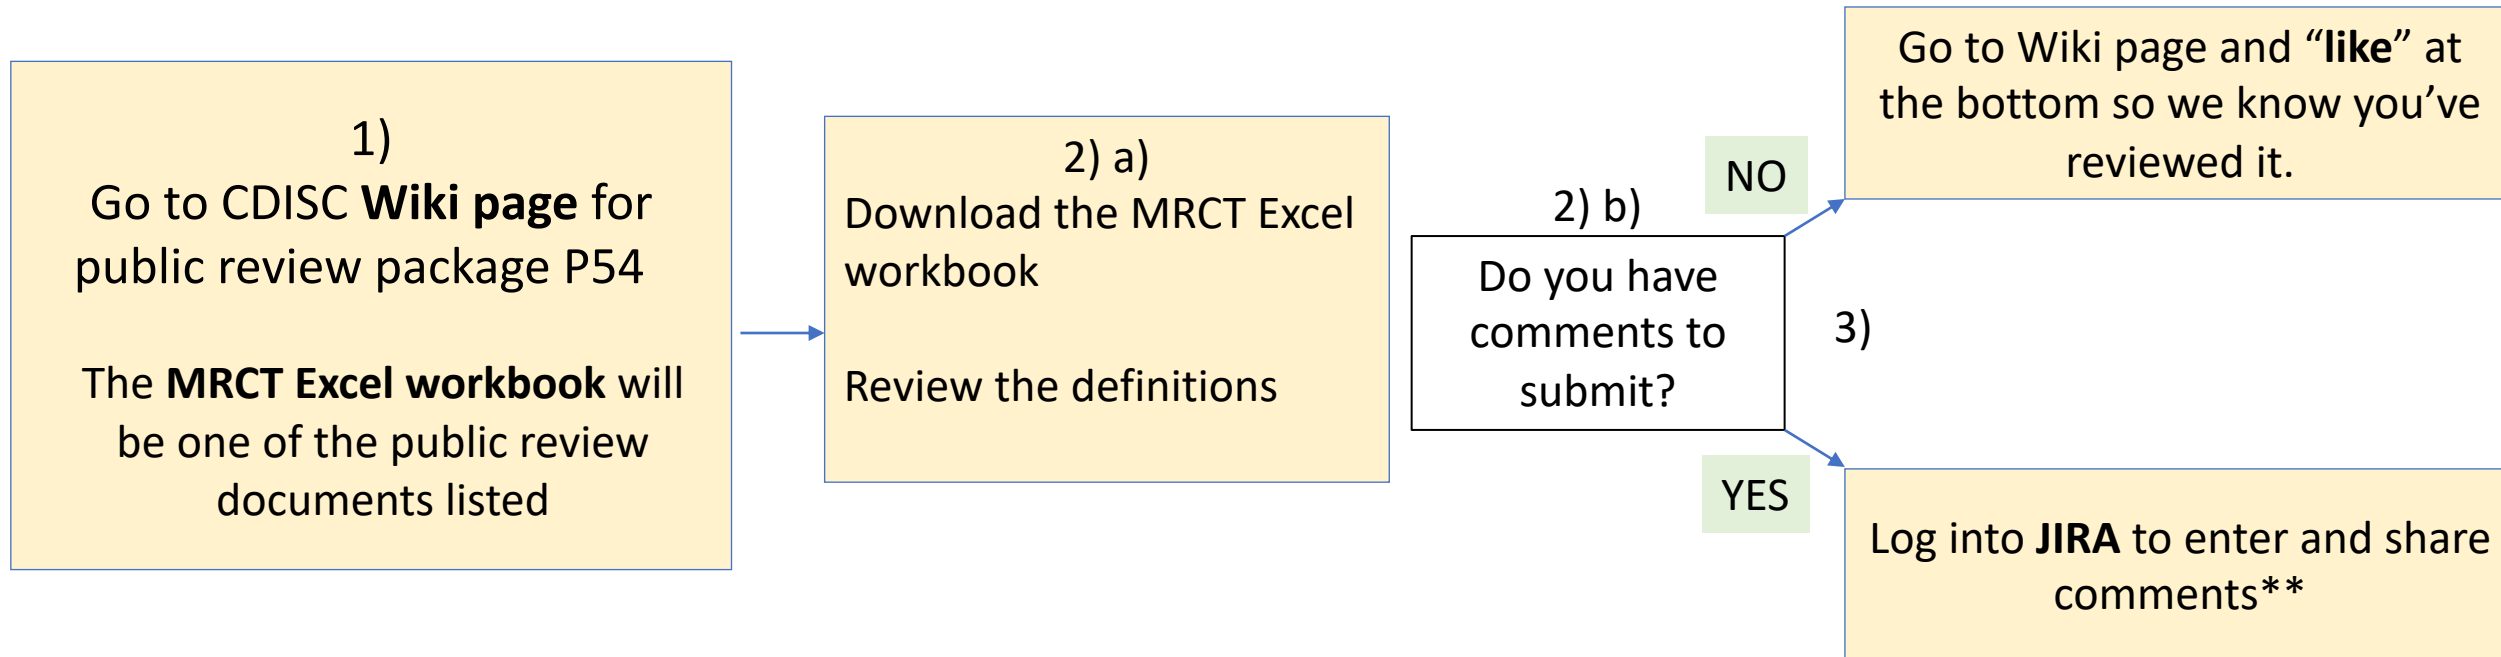 1)
Go to CDISC Wiki page for
public review package P54
The MRCT Excel workbook will
be one of the public review
documents listed
2) a)
Download the MRCT Excel
workbook
Review the definitions
2) b)
Do you have
comments to
submit?
NO
YES
3)
Go to Wiki page and “like” at
the bottom so we know you’ve
reviewed it.
Log into JIRA to enter and share
comments**